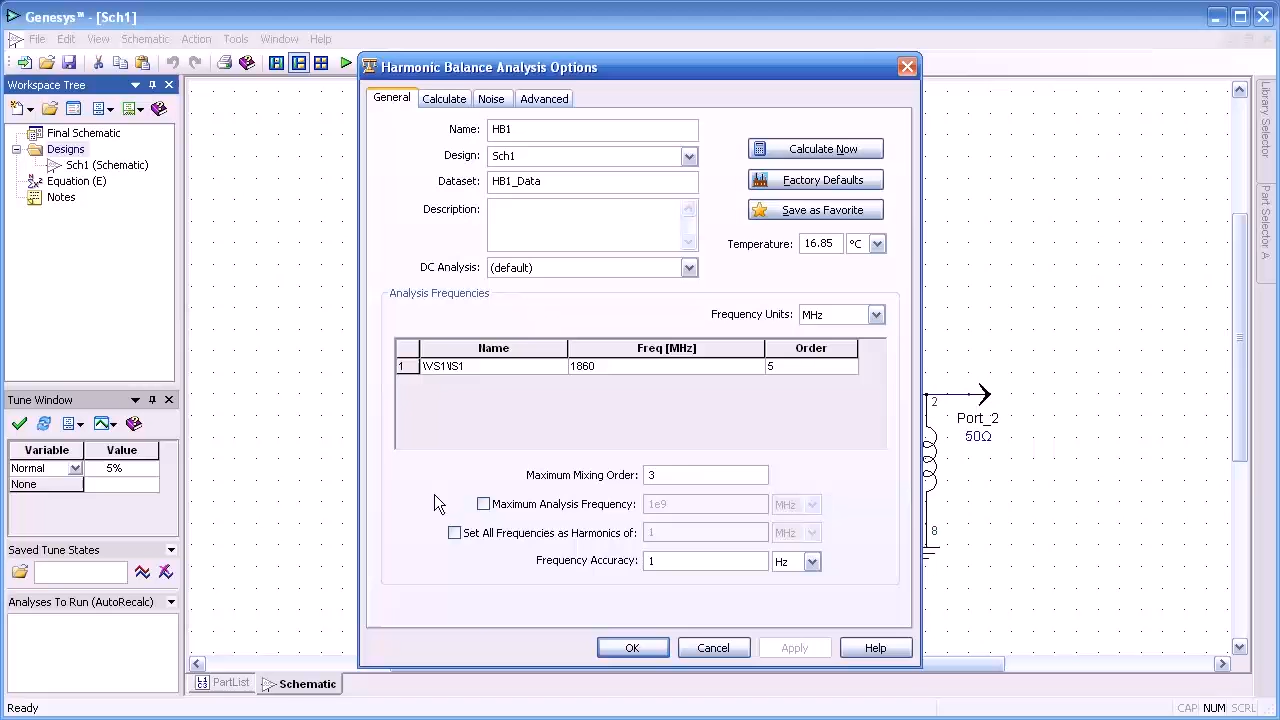 Genesys™ - [Sch1]
File Edit View Schematic Action Tools Window Help
Workspace Tree
Final Schematic
Designs
Sch1 (Schematic)
Equation (E)
Notes
Tune Window
Variable Value
Normal 5%
None
Saved Tune States
Analyses To Run (AutoRecalc)
Harmonic Balance Analysis Options
General Calculate Noise Advanced
Name: HB1
Design: Sch1
Dataset: HB1_Data
Description:
DC Analysis: (default)
Calculate Now
Factory Defaults
Save as Favorite
Temperature: 16.85 °C
Analysis Frequencies
Frequency Units: MHz
Name Freq [MHz] Order
1 \VS1\IS1 1860 5
Maximum Mixing Order: 3
Maximum Analysis Frequency: 1e9 MHz
Set All Frequencies as Harmonics of: 1 MHz
Frequency Accuracy: 1 Hz
OK Cancel Apply Help
2
Port_2
50Ω
8
Library Selector
Part Selector A
PartList Schematic
Ready
CAP NUM SCRL